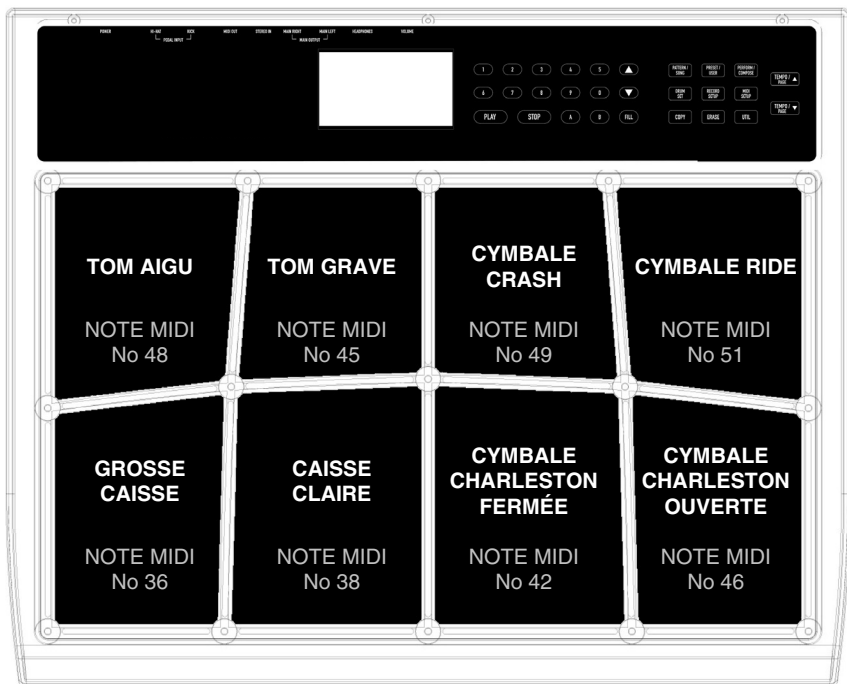 POWER HI-HAT KICK MIDI OUT STEREO IN MAIN RIGHT MAIN LEFT HEADPHONES VOLUME
PEDAL INPUT MAIN OUTPUT
1 2 3 4 5 PATTERN / SONG PRESET / USER PERFORM / COMPOSE
TEMPO / PAGE
6 7 8 9 0 DRUM SET RECORD SETUP MIDI SETUP
TEMPO / PAGE
PLAY STOP A B FILL COPY ERASE UTIL
TOM AIGU
NOTE MIDI
No 48
TOM GRAVE
NOTE MIDI
No 45
CYMBALE
CRASH
NOTE MIDI
No 49
CYMBALE RIDE
NOTE MIDI
No 51
GROSSE
CAISSE
NOTE MIDI
No 36
CAISSE
CLAIRE
NOTE MIDI
No 38
CYMBALE
CHARLESTON
FERMÉE
NOTE MIDI
No 42
CYMBALE
CHARLESTON
OUVERTE
NOTE MIDI
No 46